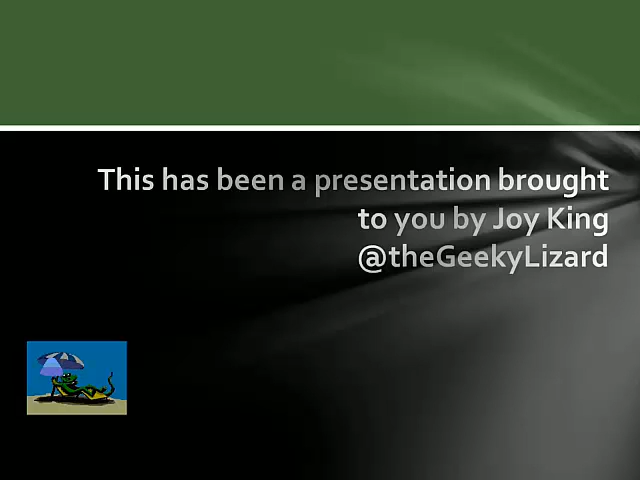 This has been a presentation brought
to you by Joy King
@theGeekyLizard